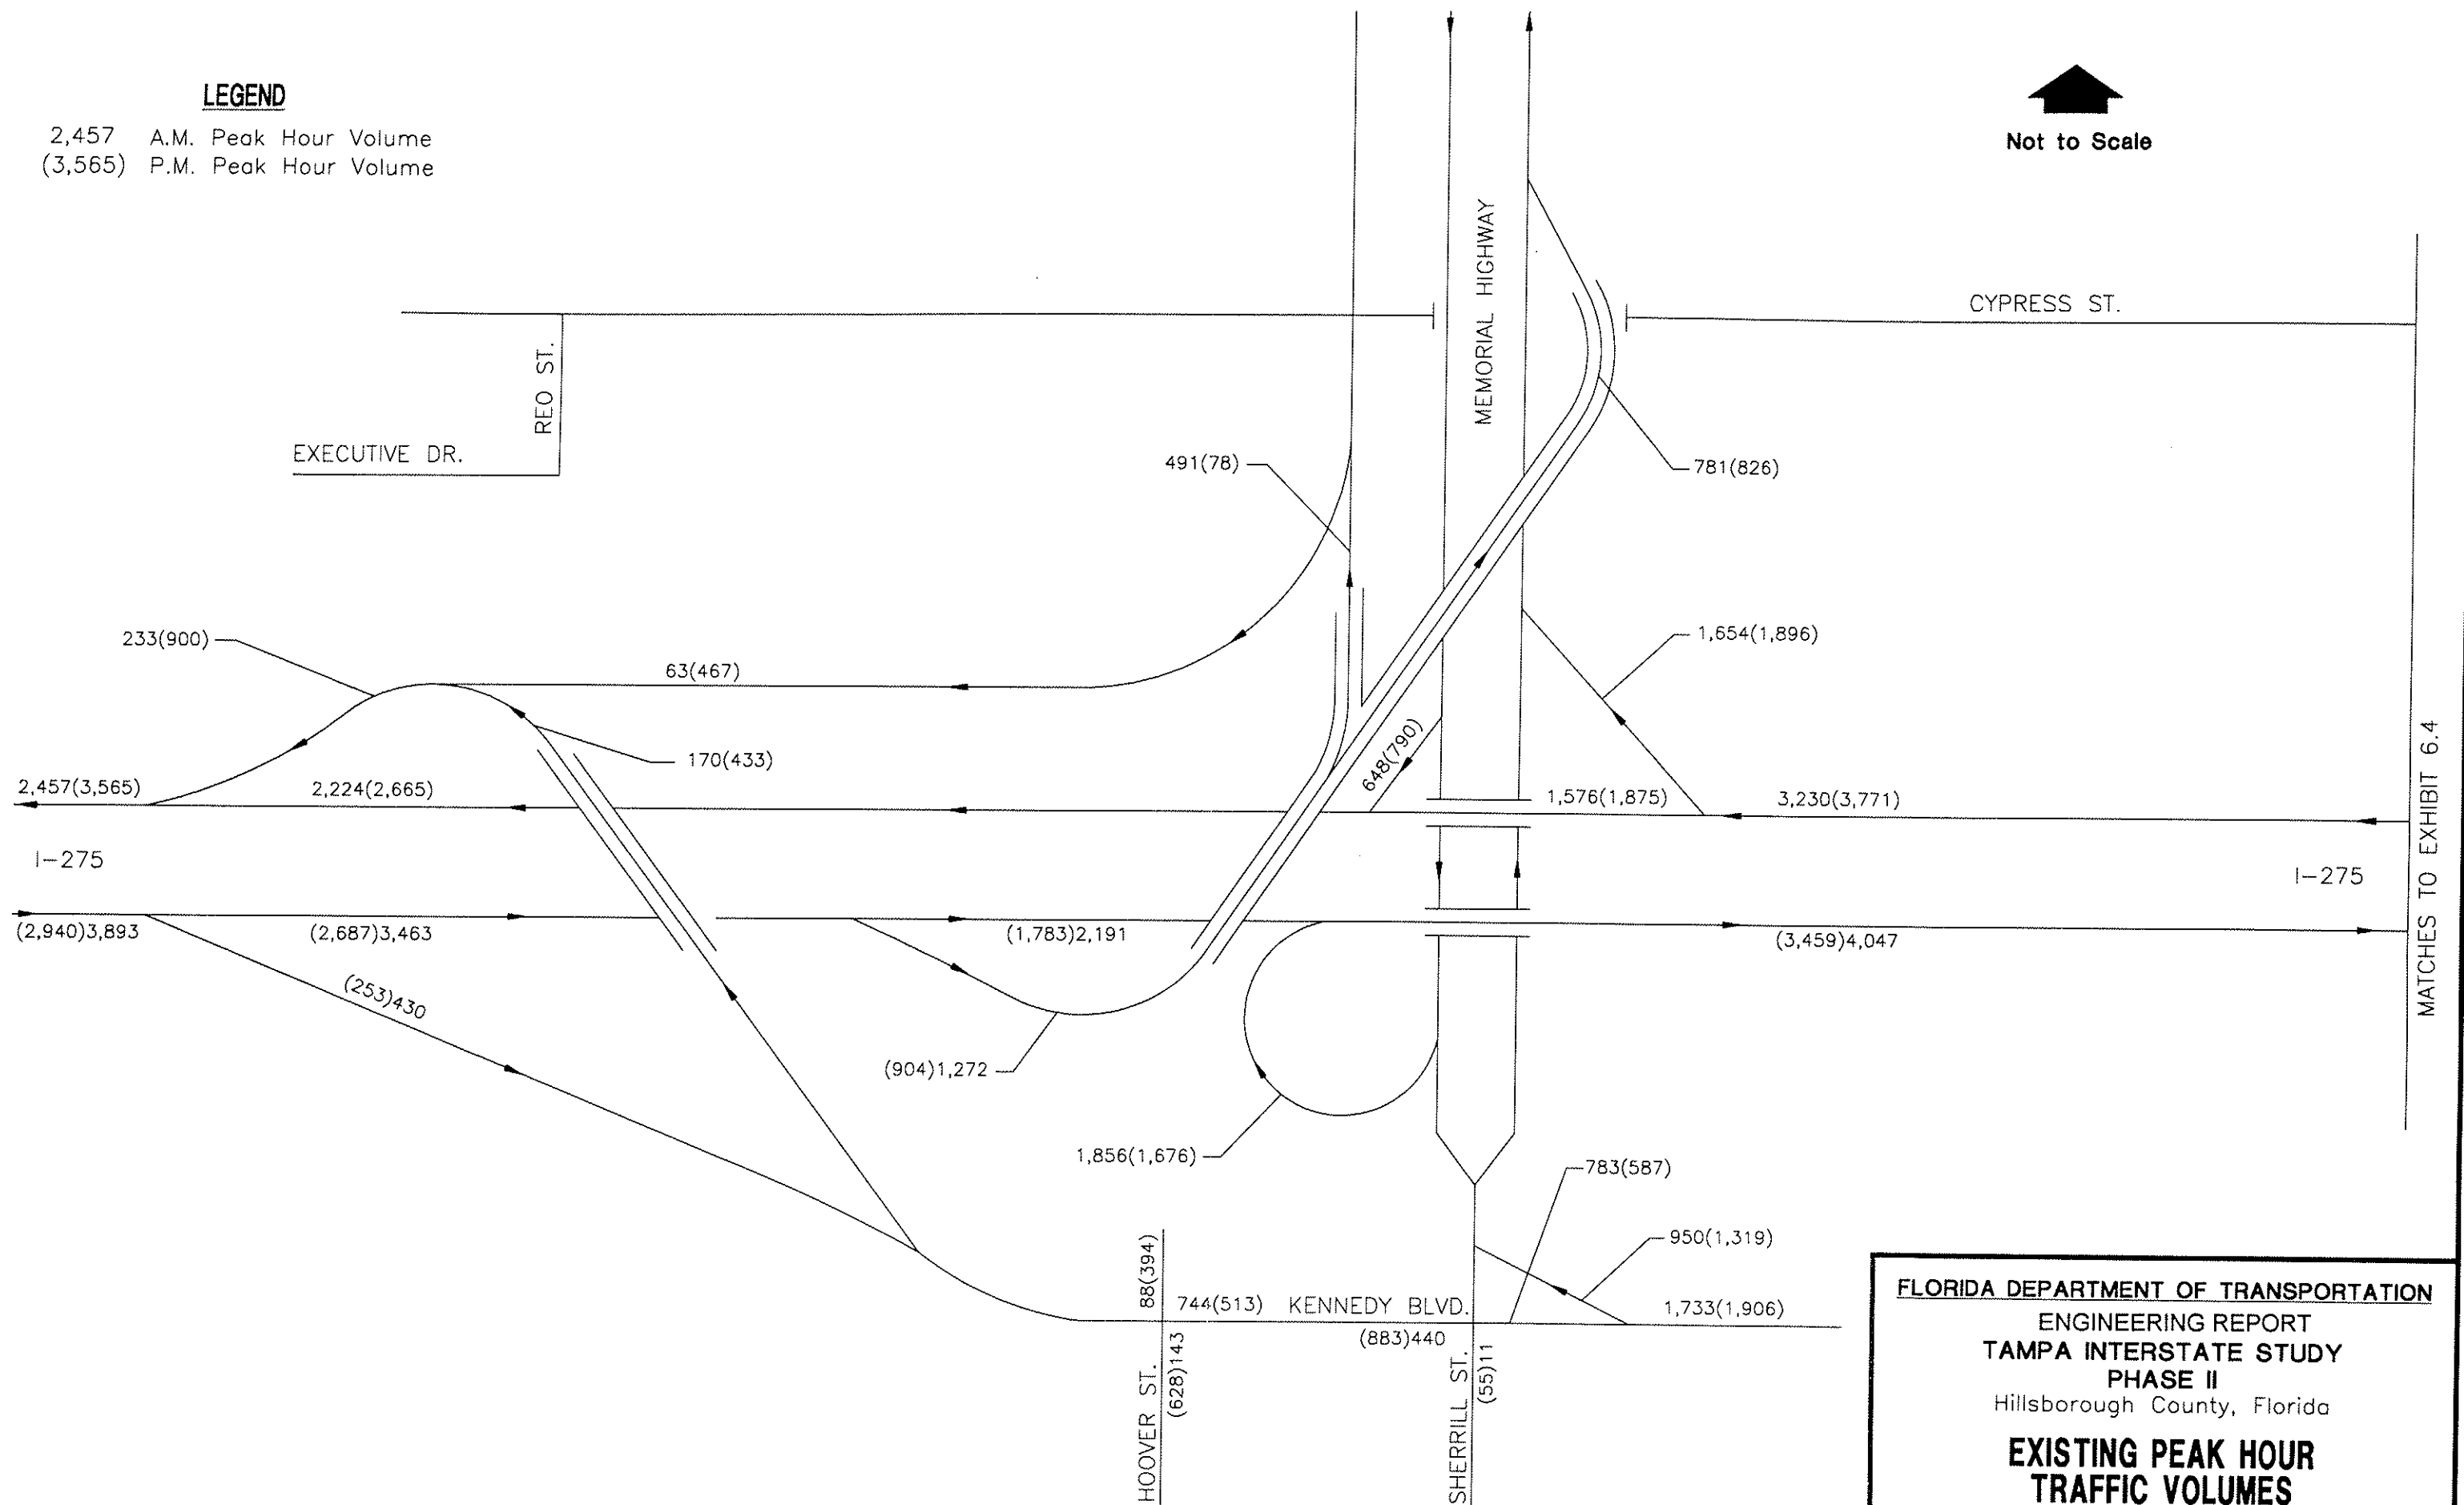 LEGEND
2,457 A.M. Peak Hour Volume
(3,565) P.M. Peak Hour Volume
Not to Scale
MEMORIAL HIGHWAY
CYPRESS ST.
REO ST.
EXECUTIVE DR.
491(78)
781(826)
233(900)
63(467)
1,654(1,896)
170(433)
648(790)
2,457(3,565)
2,224(2,665)
1,576(1,875)
3,230(3,771)
MATCHES TO EXHIBIT 6.4
I-275
I-275
(2,940)3,893
(2,687)3,463
(1,783)2,191
(3,459)4,047
(253)430
(904)1,272
1,856(1,676)
783(587)
950(1,319)
88(394)
744(513) KENNEDY BLVD.
1,733(1,906)
(883)440
HOOVER ST.
(628)143
SHERRILL ST.
(55)11
FLORIDA DEPARTMENT OF TRANSPORTATION
ENGINEERING REPORT
TAMPA INTERSTATE STUDY
PHASE II
Hillsborough County, Florida
EXISTING PEAK HOUR
TRAFFIC VOLUMES